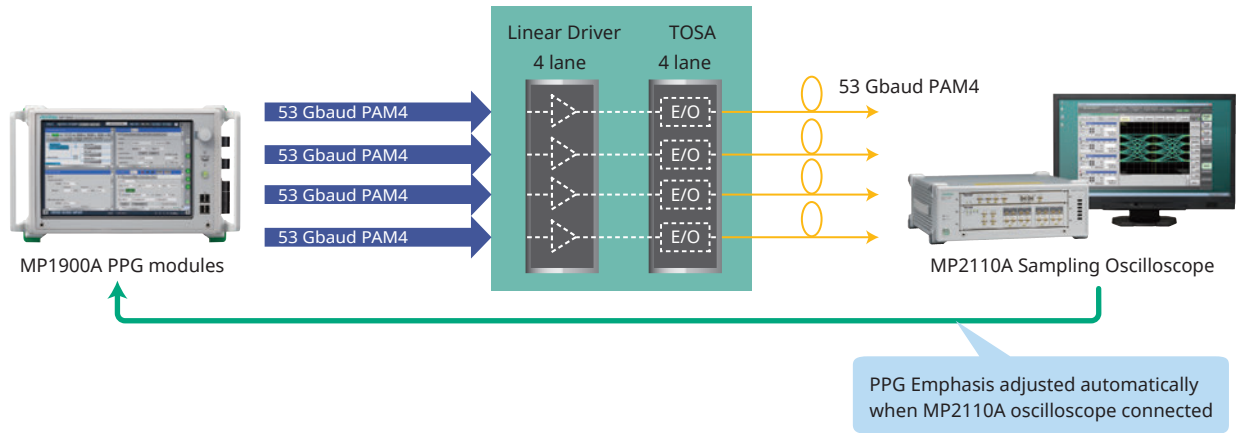 Linear Driver
4 lane
TOSA
4 lane
53 Gbaud PAM4
53 Gbaud PAM4
53 Gbaud PAM4
53 Gbaud PAM4
E/O
E/O
E/O
E/O
53 Gbaud PAM4
MP1900A PPG modules
MP2110A Sampling Oscilloscope
PPG Emphasis adjusted automatically
when MP2110A oscilloscope connected